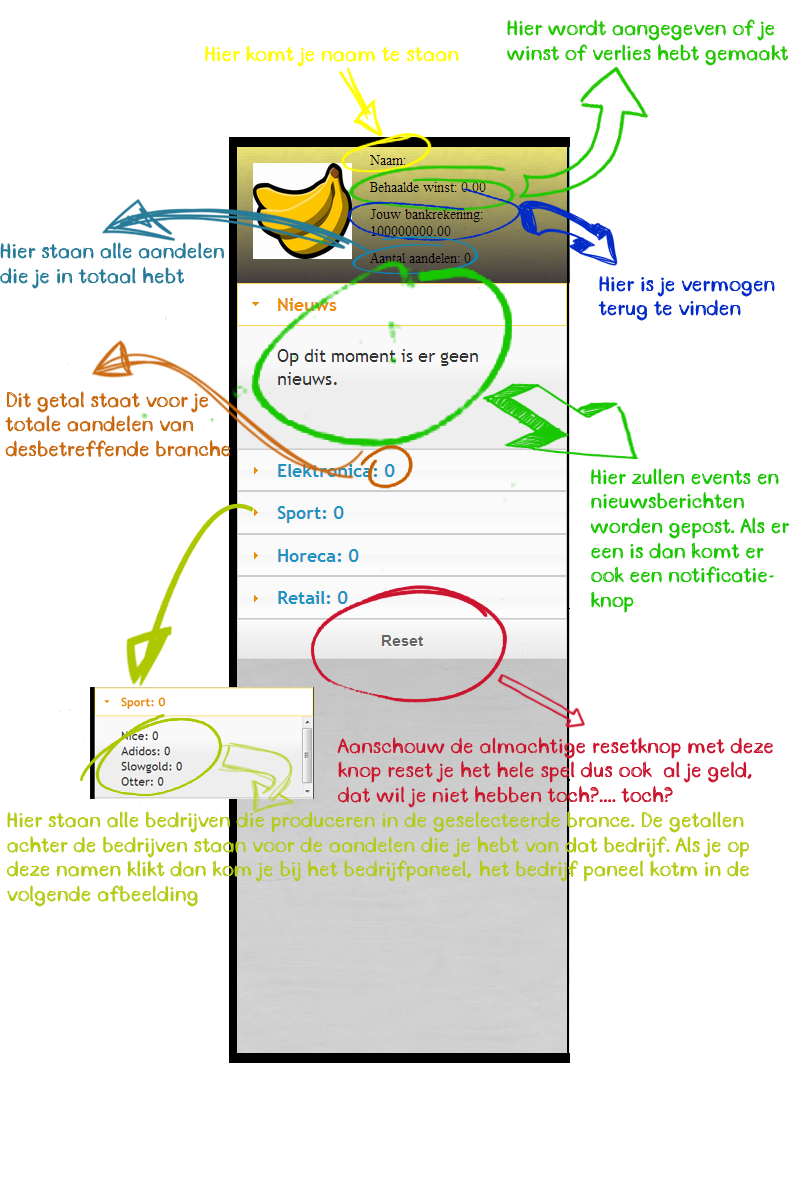 Hier wordt aangegeven of je
winst of verlies hebt gemaakt
Hier komt je naam te staan
Naam:
Behaalde winst: 0.00
Jouw bankrekening:
100000000.00
Aantal aandelen: 0
Hier staan alle aandelen
die je in totaal hebt
Hier is je vermogen
terug te vinden
Nieuws
Op dit moment is er geen
nieuws.
Dit getal staat voor je
totale aandelen van
desbetreffende branche
Elektronica: 0
Hier zullen events en
nieuwsberichten
worden gepost. Als er
een is dan komt er
ook een notificatie-
knop
Sport: 0
Horeca: 0
Retail: 0
Reset
Sport: 0
Nice: 0
Adidos: 0
Slowgold: 0
Otter: 0
Aanschouw de almachtige resetknop met deze
knop reset je het hele spel dus ook al je geld,
dat wil je niet hebben toch?.... toch?
Hier staan alle bedrijven die produceren in de geselecteerde brance. De getallen
achter de bedrijven staan voor de aandelen die je hebt van dat bedrijf. Als je op
deze namen klikt dan kom je bij het bedrijfpaneel, het bedrijf paneel kotm in de
volgende afbeelding